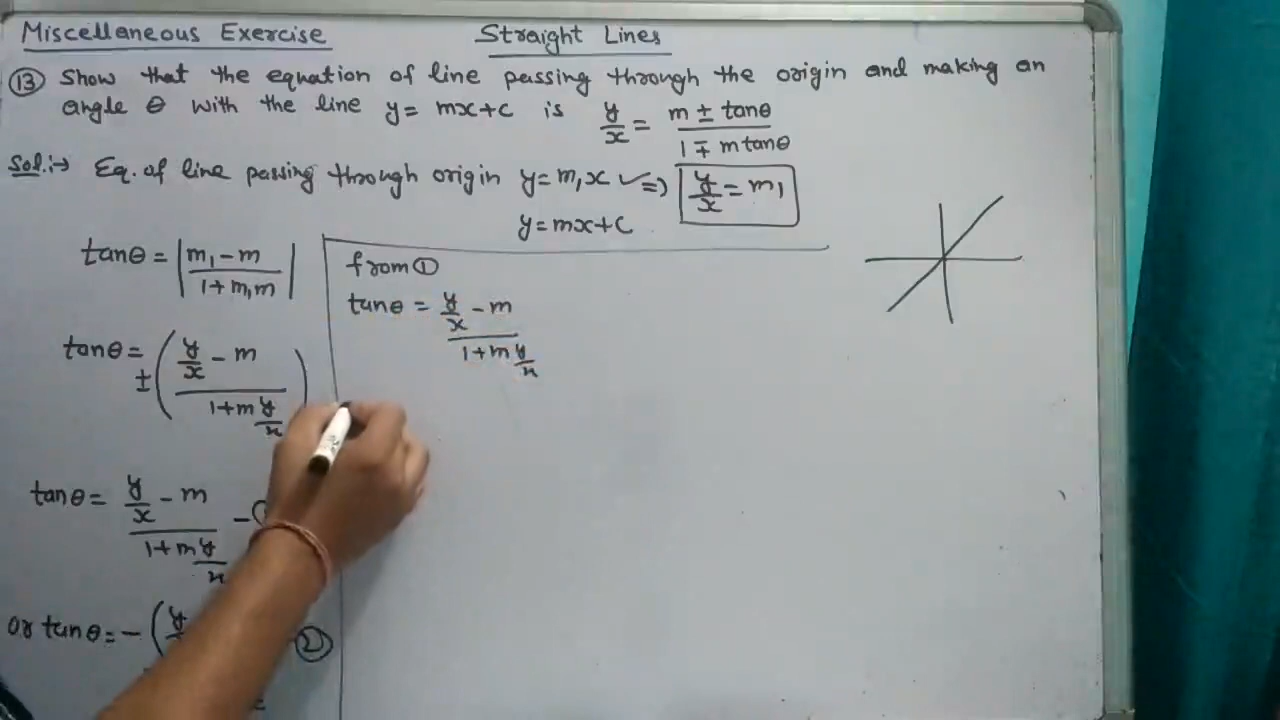 Miscellaneous Exercise
Straight Lines
⑬ Show that the equation of line passing through the origin and making an
angle θ with the line y = mx+c is y/x = (m ± tanθ)/(1 ∓ m tanθ)
Sol:→ Eq. of line passing through origin y = m₁x ✓ ⇒ y/x = m₁
y = mx+c
tanθ = |(m₁ - m)/(1 + m₁m)|
tanθ = ± ((y/x - m)/(1 + m y/x))
tanθ = (y/x - m)/(1 + m y/x) -
or tanθ = - (y/ ②
from ①
tanθ = (y/x - m)/(1 + m y/x)